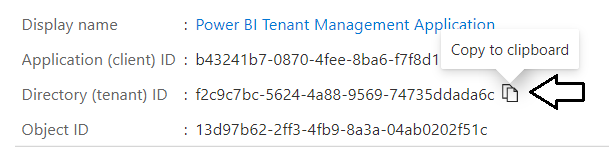 Display name : Power BI Tenant Management Application
Copy to clipboard
Application (client) ID : b43241b7-0870-4fee-8ba6-f7f8d1
Directory (tenant) ID : f2c9c7bc-5624-4a88-9569-74735ddada6c
Object ID : 13d97b62-2ff3-4fb9-8a3a-04ab0202f51c